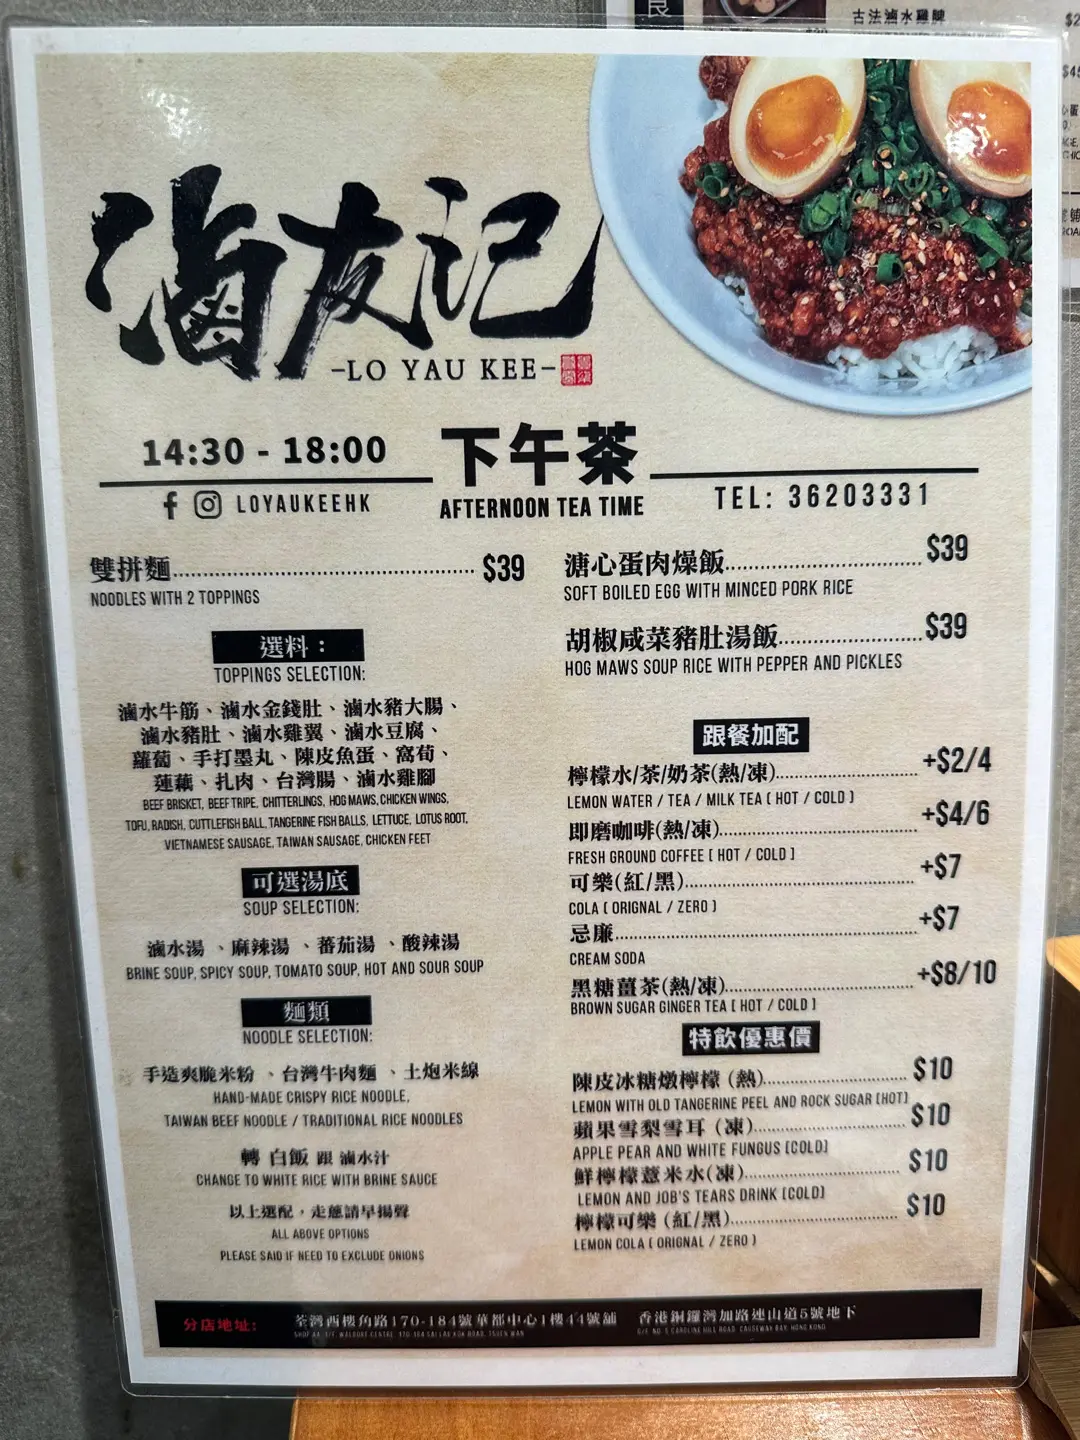 良
古法滷水雞髀
滷友記
-LO YAU KEE-
14:30 - 18:00
下午茶
AFTERNOON TEA TIME
LOYAUKEEHK
TEL: 36203331
雙拼麵 $39
NOODLES WITH 2 TOPPINGS
選料：
TOPPINGS SELECTION:
滷水牛筋、滷水金錢肚、滷水豬大腸、
滷水豬肚、滷水雞翼、滷水豆腐、
蘿蔔、手打墨丸、陳皮魚蛋、窩筍、
蓮藕、扎肉、台灣腸、滷水雞腳
BEEF BRISKET, BEEF TRIPE, CHITTERLINGS, HOG MAWS, CHICKEN WINGS,
TOFU, RADISH, CUTTLEFISH BALL, TANGERINE FISH BALLS, LETTUCE, LOTUS ROOT,
VIETNAMESE SAUSAGE, TAIWAN SAUSAGE, CHICKEN FEET
可選湯底
SOUP SELECTION:
滷水湯 、麻辣湯 、蕃茄湯 、酸辣湯
BRINE SOUP, SPICY SOUP, TOMATO SOUP, HOT AND SOUR SOUP
麵類
NOODLE SELECTION:
手造爽脆米粉 、台灣牛肉麵 、土炮米線
HAND-MADE CRISPY RICE NOODLE,
TAIWAN BEEF NOODLE / TRADITIONAL RICE NOODLES
轉 白飯 跟 滷水汁
CHANGE TO WHITE RICE WITH BRINE SAUCE
以上選配，走蔥請早揚聲
ALL ABOVE OPTIONS
PLEASE SAID IF NEED TO EXCLUDE ONIONS
溏心蛋肉燥飯 $39
SOFT BOILED EGG WITH MINCED PORK RICE
胡椒咸菜豬肚湯飯 $39
HOG MAWS SOUP RICE WITH PEPPER AND PICKLES
跟餐加配
檸檬水/茶/奶茶(熱/凍) +$2/4
LEMON WATER / TEA / MILK TEA ( HOT / COLD )
即磨咖啡(熱/凍) +$4/6
FRESH GROUND COFFEE ( HOT / COLD )
可樂(紅/黑) +$7
COLA ( ORIGNAL / ZERO )
忌廉 +$7
CREAM SODA
黑糖薑茶(熱/凍) +$8/10
BROWN SUGAR GINGER TEA ( HOT / COLD )
特飲優惠價
陳皮冰糖燉檸檬 (熱) $10
LEMON WITH OLD TANGERINE PEEL AND ROCK SUGAR (HOT)
蘋果雪梨雪耳 (凍) $10
APPLE PEAR AND WHITE FUNGUS (COLD)
鮮檸檬薏米水(凍) $10
LEMON AND JOB'S TEARS DRINK (COLD)
檸檬可樂 (紅/黑) $10
LEMON COLA ( ORIGNAL / ZERO )
分店地址: 荃灣西樓角路170-184號華都中心1樓44號舖 香港銅鑼灣加路連山道5號地下